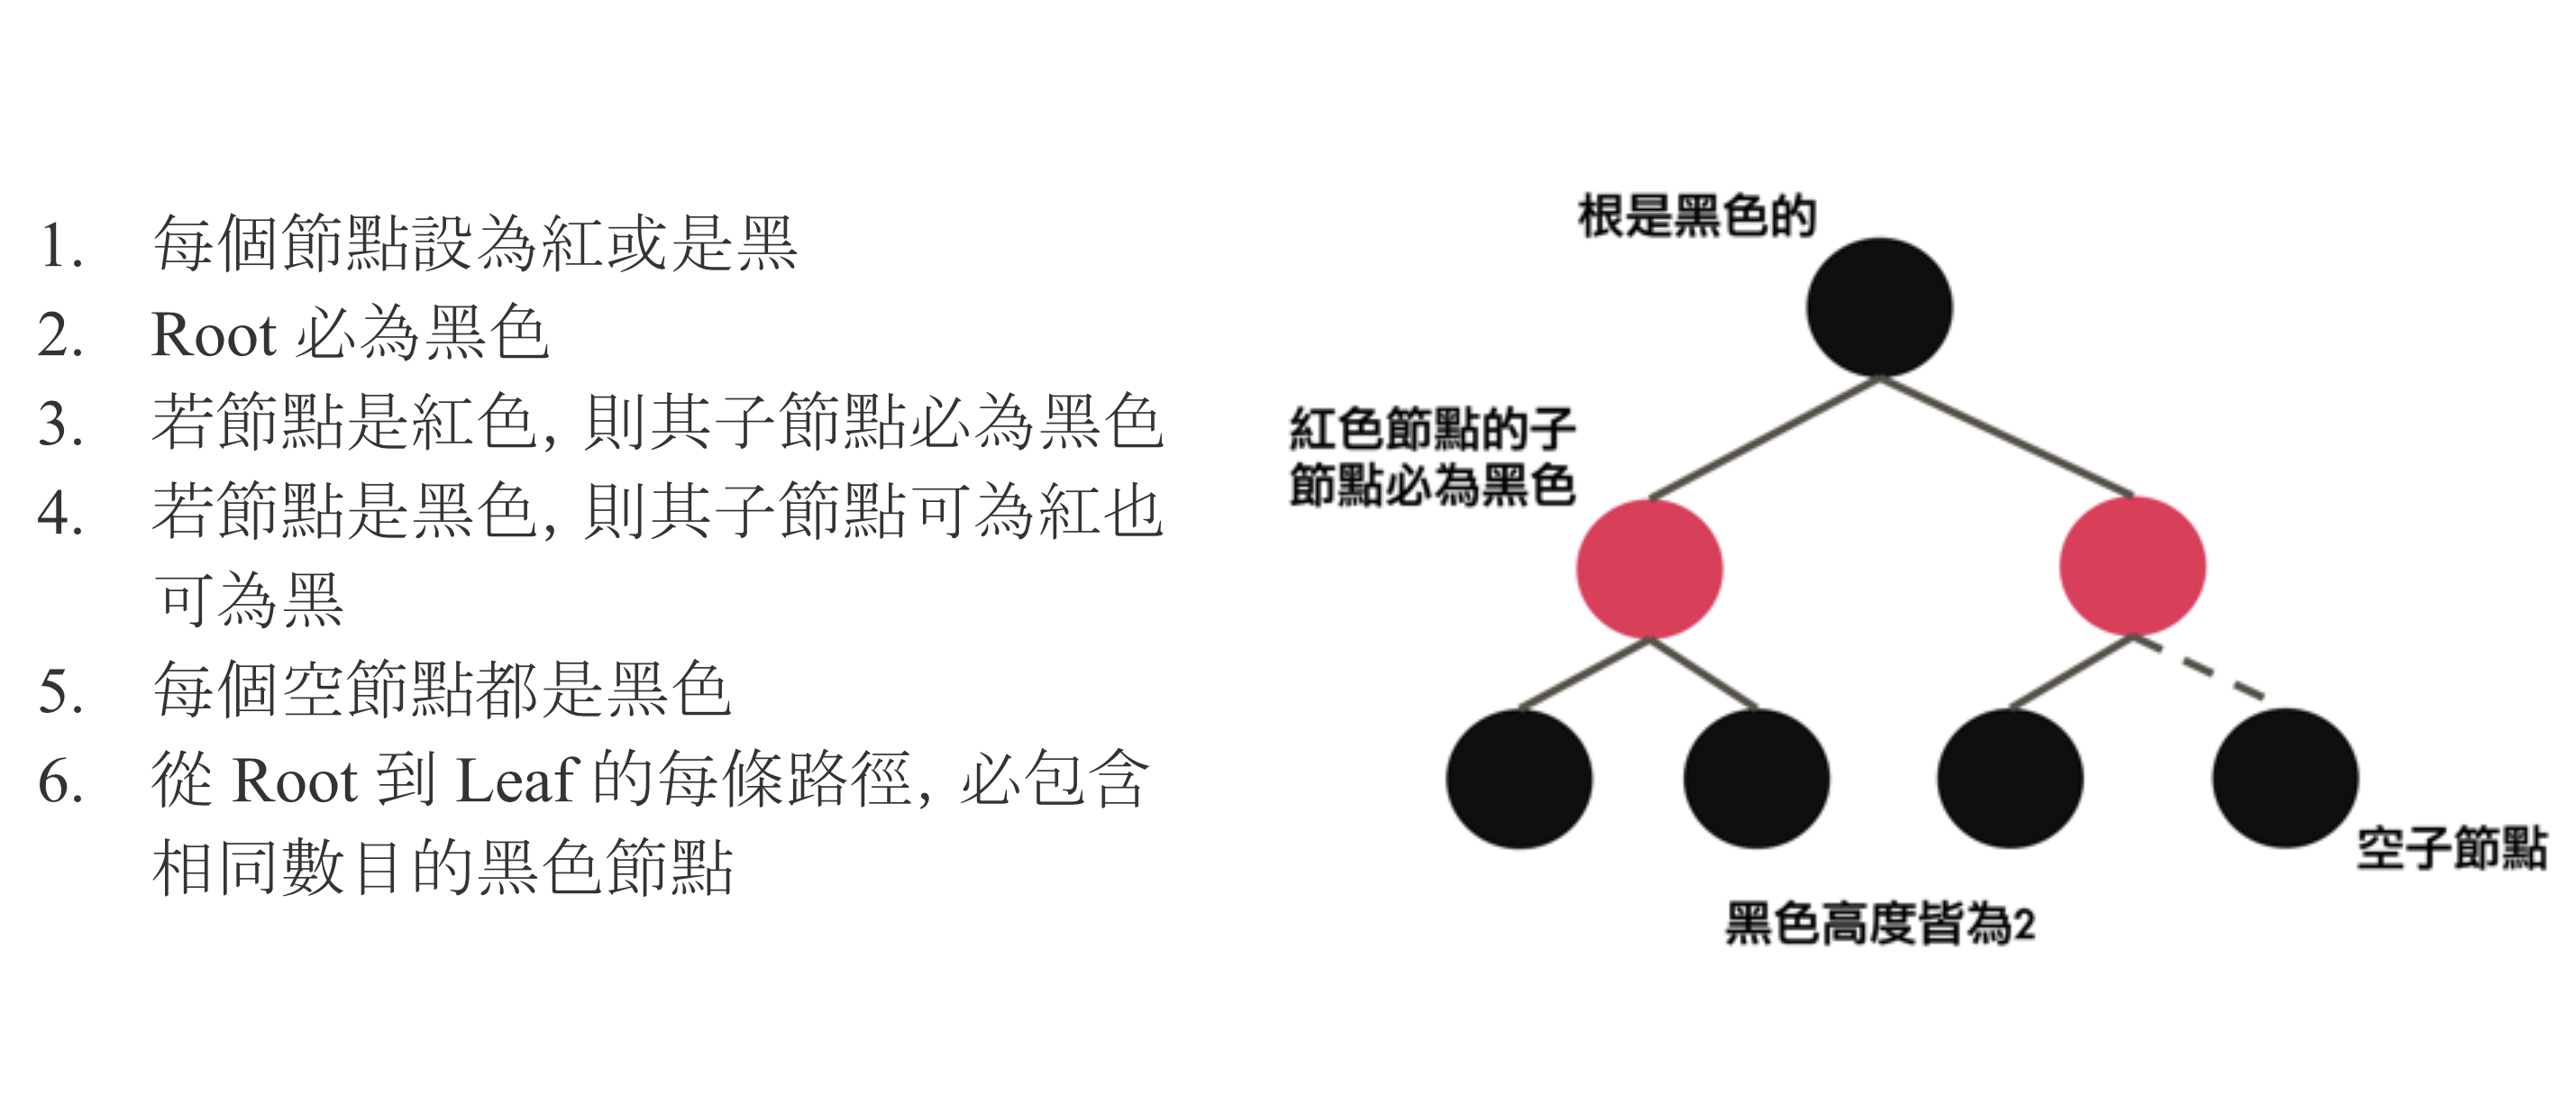 1. 每個節點設為紅或是黑
2. Root 必為黑色
3. 若節點是紅色, 則其子節點必為黑色
4. 若節點是黑色, 則其子節點可為紅也
可為黑
5. 每個空節點都是黑色
6. 從 Root 到 Leaf 的每條路徑, 必包含
相同數目的黑色節點
根是黑色的
紅色節點的子
節點必為黑色
空子節點
黑色高度皆為2